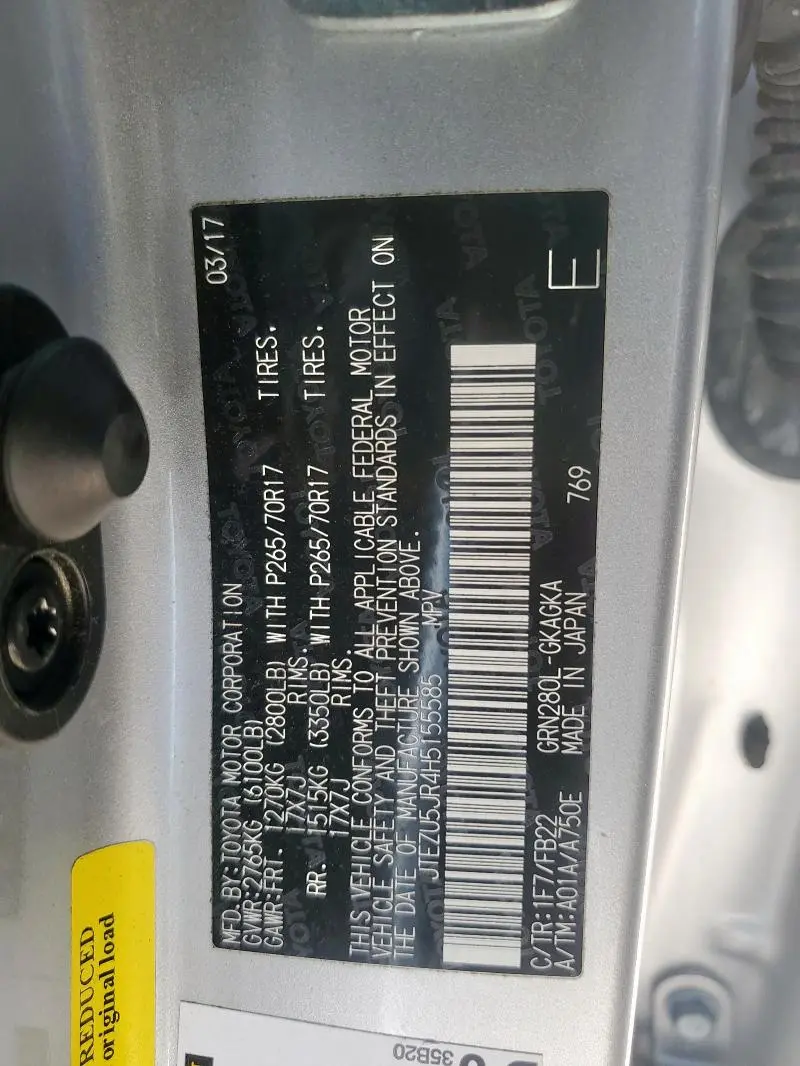 MFD. BY: TOYOTA MOTOR CORPORATION 03/17
GVWR: 2765KG (6100LB)
GAWR: FRT. 1270KG (2800LB) WITH P265/70R17 TIRES.
17X7J RIMS.
RR. 1515KG (3350LB) WITH P265/70R17 TIRES.
17X7J RIMS.
THIS VEHICLE CONFORMS TO ALL APPLICABLE FEDERAL MOTOR
VEHICLE SAFETY AND THEFT PREVENTION STANDARDS IN EFFECT ON
THE DATE OF MANUFACTURE SHOWN ABOVE.
JTEZU5JR4H5155585 MPV
C/TR: 1F7/FB22 GRN280L-GKAGKA 769
A/TM: A01A/A750E MADE IN JAPAN E
REDUCED
original load
35B20